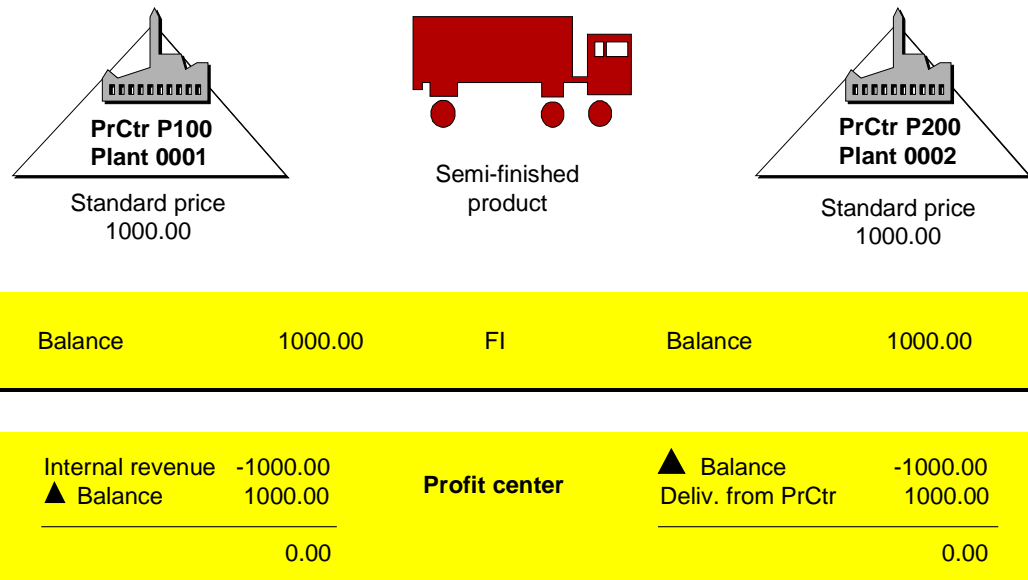 PrCtr P100
Plant 0001
Standard price
1000.00
Semi-finished
product
PrCtr P200
Plant 0002
Standard price
1000.00
Balance 1000.00 FI Balance 1000.00
Internal revenue -1000.00
▲ Balance 1000.00
0.00
Profit center
▲ Balance -1000.00
Deliv. from PrCtr 1000.00
0.00